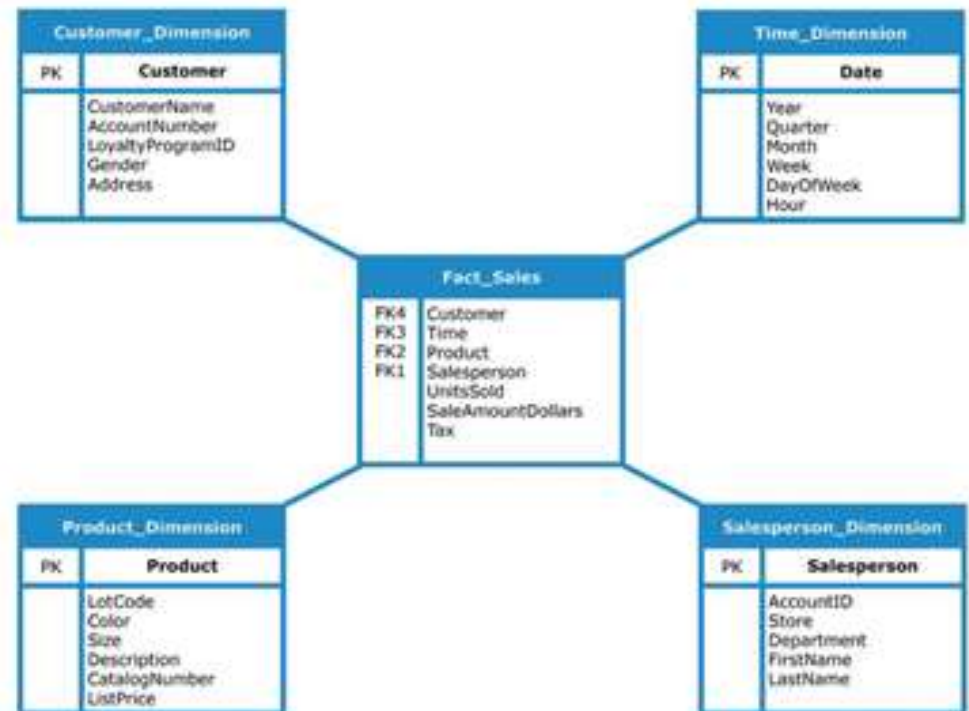 Customer_Dimension
PK Customer
CustomerName
AccountNumber
LoyaltyProgramID
Gender
Address
Time_Dimension
PK Date
Year
Quarter
Month
Week
DayOfWeek
Hour
Fact_Sales
FK4 Customer
FK3 Time
FK2 Product
FK1 Salesperson
UnitsSold
SaleAmountDollars
Tax
Product_Dimension
PK Product
LotCode
Color
Size
Description
CatalogNumber
ListPrice
Salesperson_Dimension
PK Salesperson
AccountID
Store
Department
FirstName
LastName